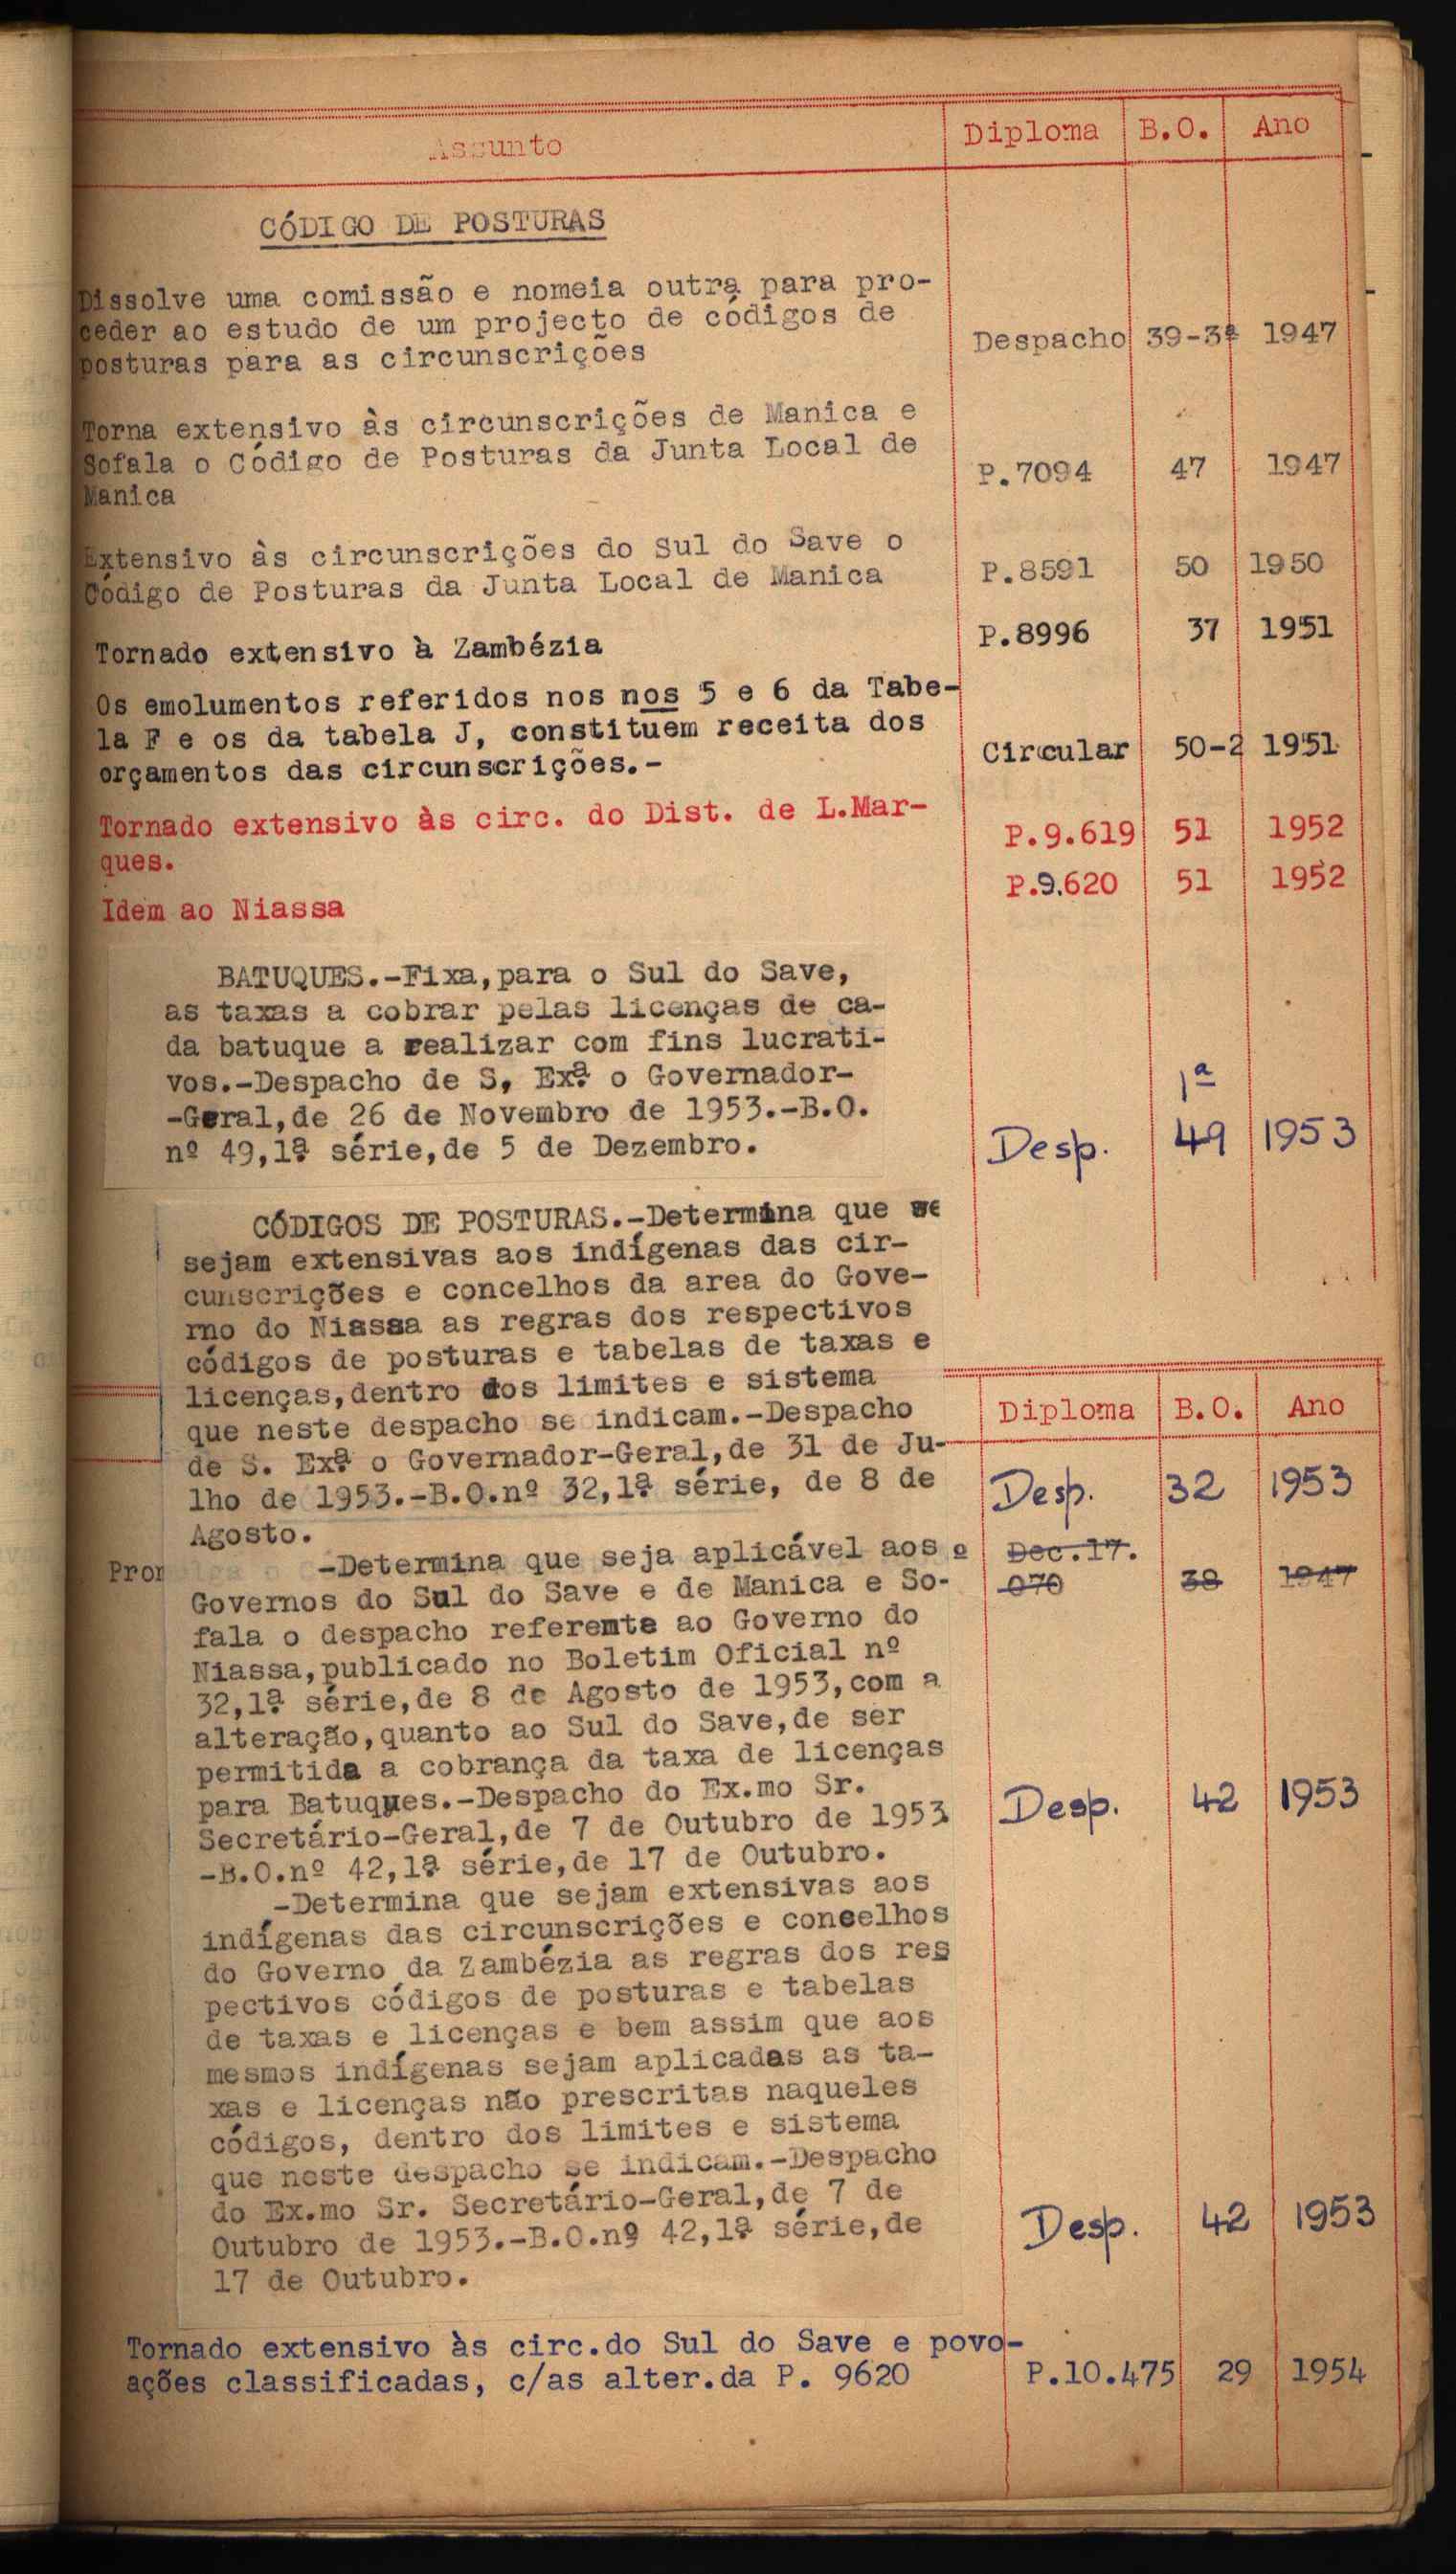 Assunto Diploma B.O. Ano
CÓDIGO DE POSTURAS
Dissolve uma comissão e nomeia outra para pro-
ceder ao estudo de um projecto de códigos de
posturas para as circunscrições Despacho 39-3ª 1947
Torna extensivo às circunscrições de Manica e
Sofala o Código de Posturas da Junta Local de
Manica P.7094 47 1947
Extensivo às circunscrições do Sul do Save o
Código de Posturas da Junta Local de Manica P.8591 50 1950
Tornado extensivo à Zambézia P.8996 37 1951
Os emolumentos referidos nos nos 5 e 6 da Tabe-
la F e os da tabela J, constituem receita dos
orçamentos das circunscrições.- Circular 50-2 1951
Tornado extensivo às circ. do Dist. de L.Mar-
ques. P.9.619 51 1952
Idem ao Niassa P.9.620 51 1952
BATUQUES.-Fixa,para o Sul do Save,
as taxas a cobrar pelas licenças de ca-
da batuque a realizar com fins lucrati-
vos.-Despacho de S, Exª. o Governador-
-Geral,de 26 de Novembro de 1953.-B.O.
nº 49,1ª. série,de 5 de Dezembro.
1ª
Desp. 49 1953
CÓDIGOS DE POSTURAS.-Determina que se
sejam extensivas aos indígenas das cir-
cunscrições e concelhos da area do Gove-
rno do Niassa as regras dos respectivos
códigos de posturas e tabelas de taxas e
licenças,dentro dos limites e sistema
que neste despacho se indicam.-Despacho
de S. Exª. o Governador-Geral,de 31 de Ju-
lho de 1953.-B.O.nº 32,1ª. série, de 8 de
Agosto.
Diploma B.O. Ano
Desp. 32 1953
Pror
-Determina que seja aplicável aos o
Dec.17.
070 38 1947
Governos do Sul do Save e de Manica e So-
fala o despacho referente ao Governo do
Niassa,publicado no Boletim Oficial nº
32,1ª. série,de 8 de Agosto de 1953,com a
alteração,quanto ao Sul do Save,de ser
permitida a cobrança da taxa de licenças
para Batuques.-Despacho do Ex.mo Sr.
Secretário-Geral,de 7 de Outubro de 1953
-B.O.nº 42,1ª série,de 17 de Outubro.
Desp. 42 1953
-Determina que sejam extensivas aos
indígenas das circunscrições e concelhos
do Governo da Zambézia as regras dos res
pectivos códigos de posturas e tabelas
de taxas e licenças e bem assim que aos
mesmos indígenas sejam aplicadas as ta-
xas e licenças não prescritas naqueles
códigos, dentro dos limites e sistema
que neste despacho se indicam.-Despacho
do Ex.mo Sr. Secretário-Geral,de 7 de
Outubro de 1953.-B.O.nº 42,1ª. série,de
17 de Outubro.
Desp. 42 1953
Tornado extensivo às circ.do Sul do Save e povo-
ações classificadas, c/as alter.da P. 9620 P.10.475 29 1954